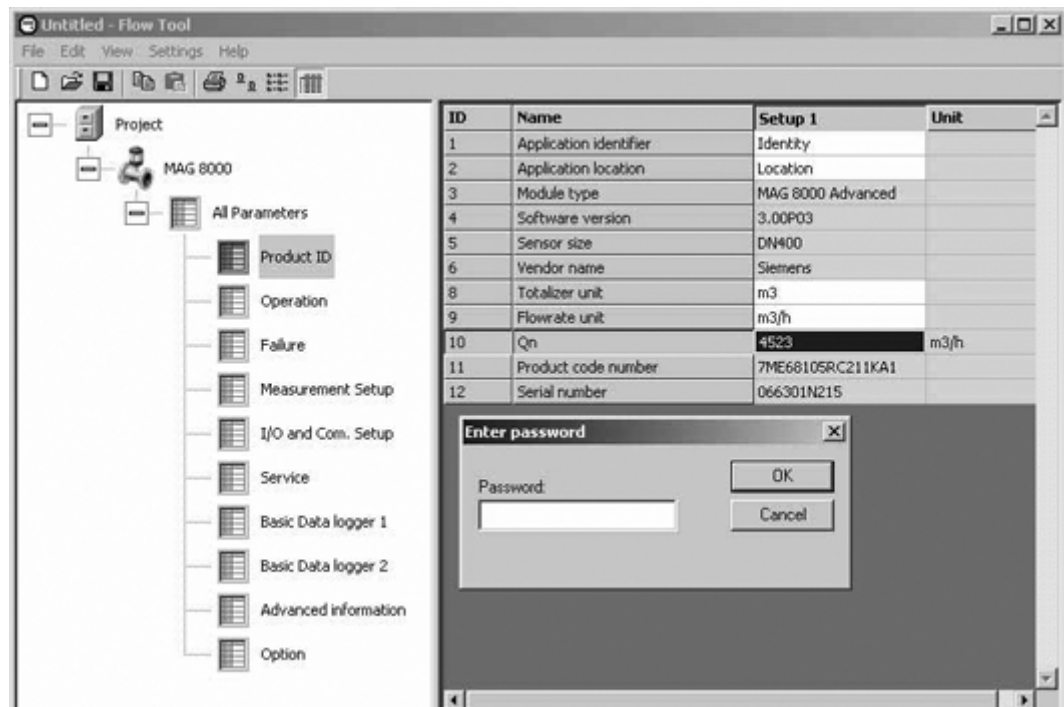 Untitled - Flow Tool
File Edit View Settings Help
Project
MAG 8000
All Parameters
Product ID
Operation
Failure
Measurement Setup
I/O and Com. Setup
Service
Basic Data logger 1
Basic Data logger 2
Advanced information
Option
ID Name Setup 1 Unit
1 Application identifier Identity
2 Application location Location
3 Module type MAG 8000 Advanced
4 Software version 3.00P03
5 Sensor size DN400
6 Vendor name Siemens
8 Totalizer unit m3
9 Flowrate unit m3/h
10 Qn 4523 m3/h
11 Product code number 7ME68105RC211KA1
12 Serial number 066301N215
Enter password
Password:
OK
Cancel